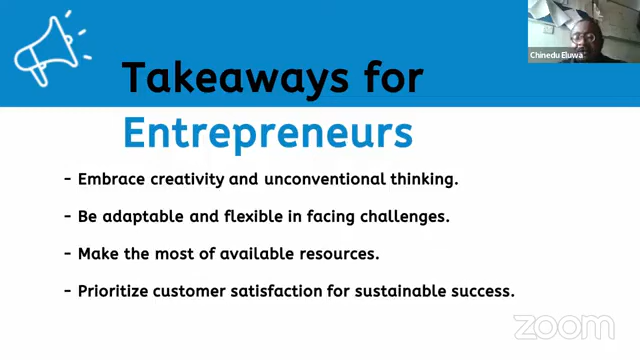 Chinedu Eluwa
Takeaways for
Entrepreneurs
- Embrace creativity and unconventional thinking.
- Be adaptable and flexible in facing challenges.
- Make the most of available resources.
- Prioritize customer satisfaction for sustainable success.
zoom